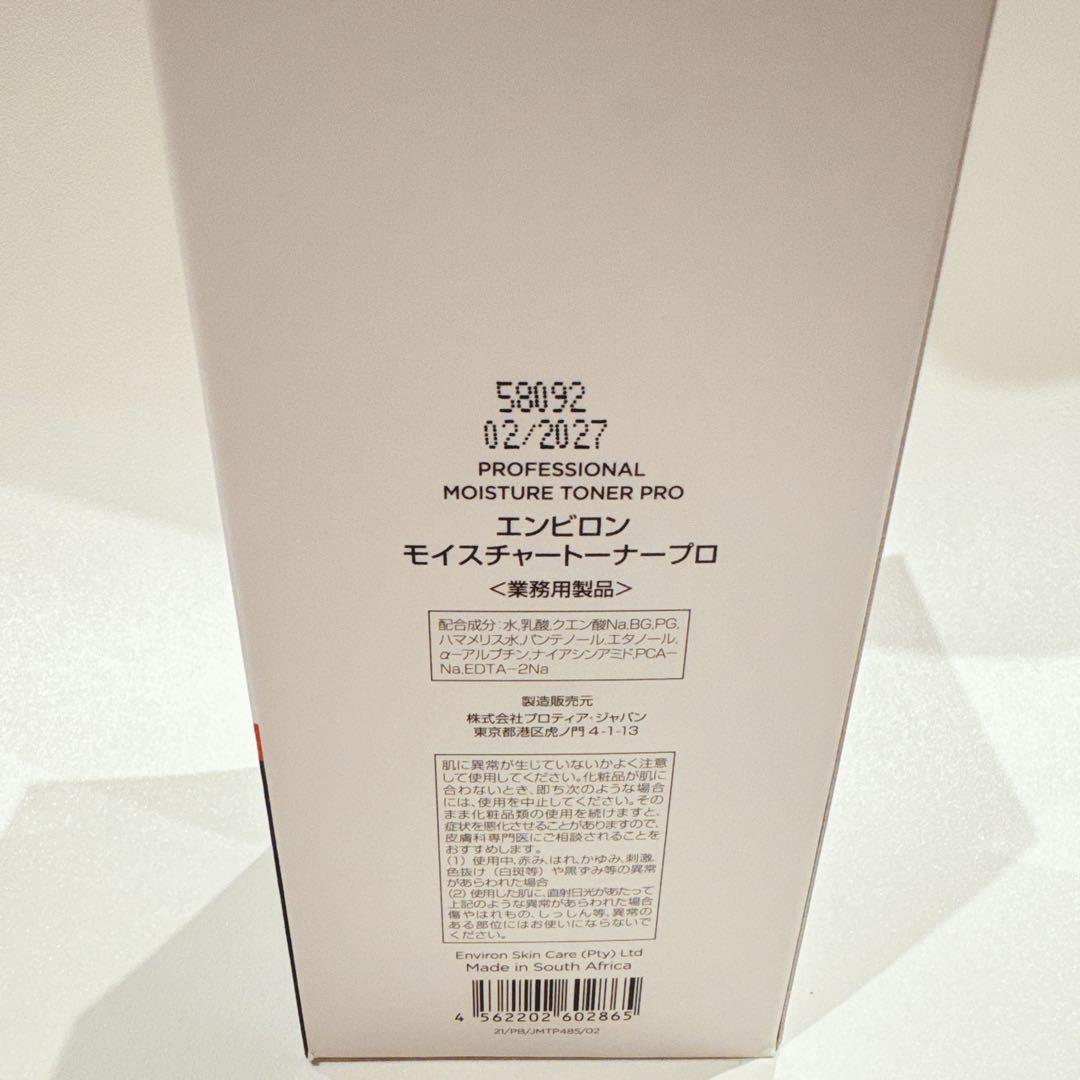 58092
02/2027
PROFESSIONAL
MOISTURE TONER PRO
エンビロン
モイスチャートーナープロ
<業務用製品>
配合成分:水,乳酸,クエン酸Na,BG,PG,
ハマメリス水,パンテノール,エタノール,
α-アルブチン,ナイアシンアミド,PCA-
Na,EDTA-2Na
製造販売元
株式会社プロティア・ジャパン
東京都港区虎ノ門4-1-13
肌に異常が生じていないかよく注意
して使用してください。化粧品が肌に
合わないとき、即ち次のような場合
には、使用を中止してください。その
まま化粧品類の使用を続けますと、
症状を悪化させることがありますので、
皮膚科専門医にご相談されることを
おすすめします。
(1) 使用中、赤み、はれ、かゆみ、刺激、
色抜け(白斑等)や黒ずみ等の異常
があらわれた場合
(2) 使用した肌に、直射日光があたって
上記のような異常があらわれた場合
傷やはれもの、しっしん等、異常の
ある部位にはお使いにならないで
ください。
Environ Skin Care (Pty) Ltd
Made in South Africa
4 562202 602865
21/PB/JMTP485/02